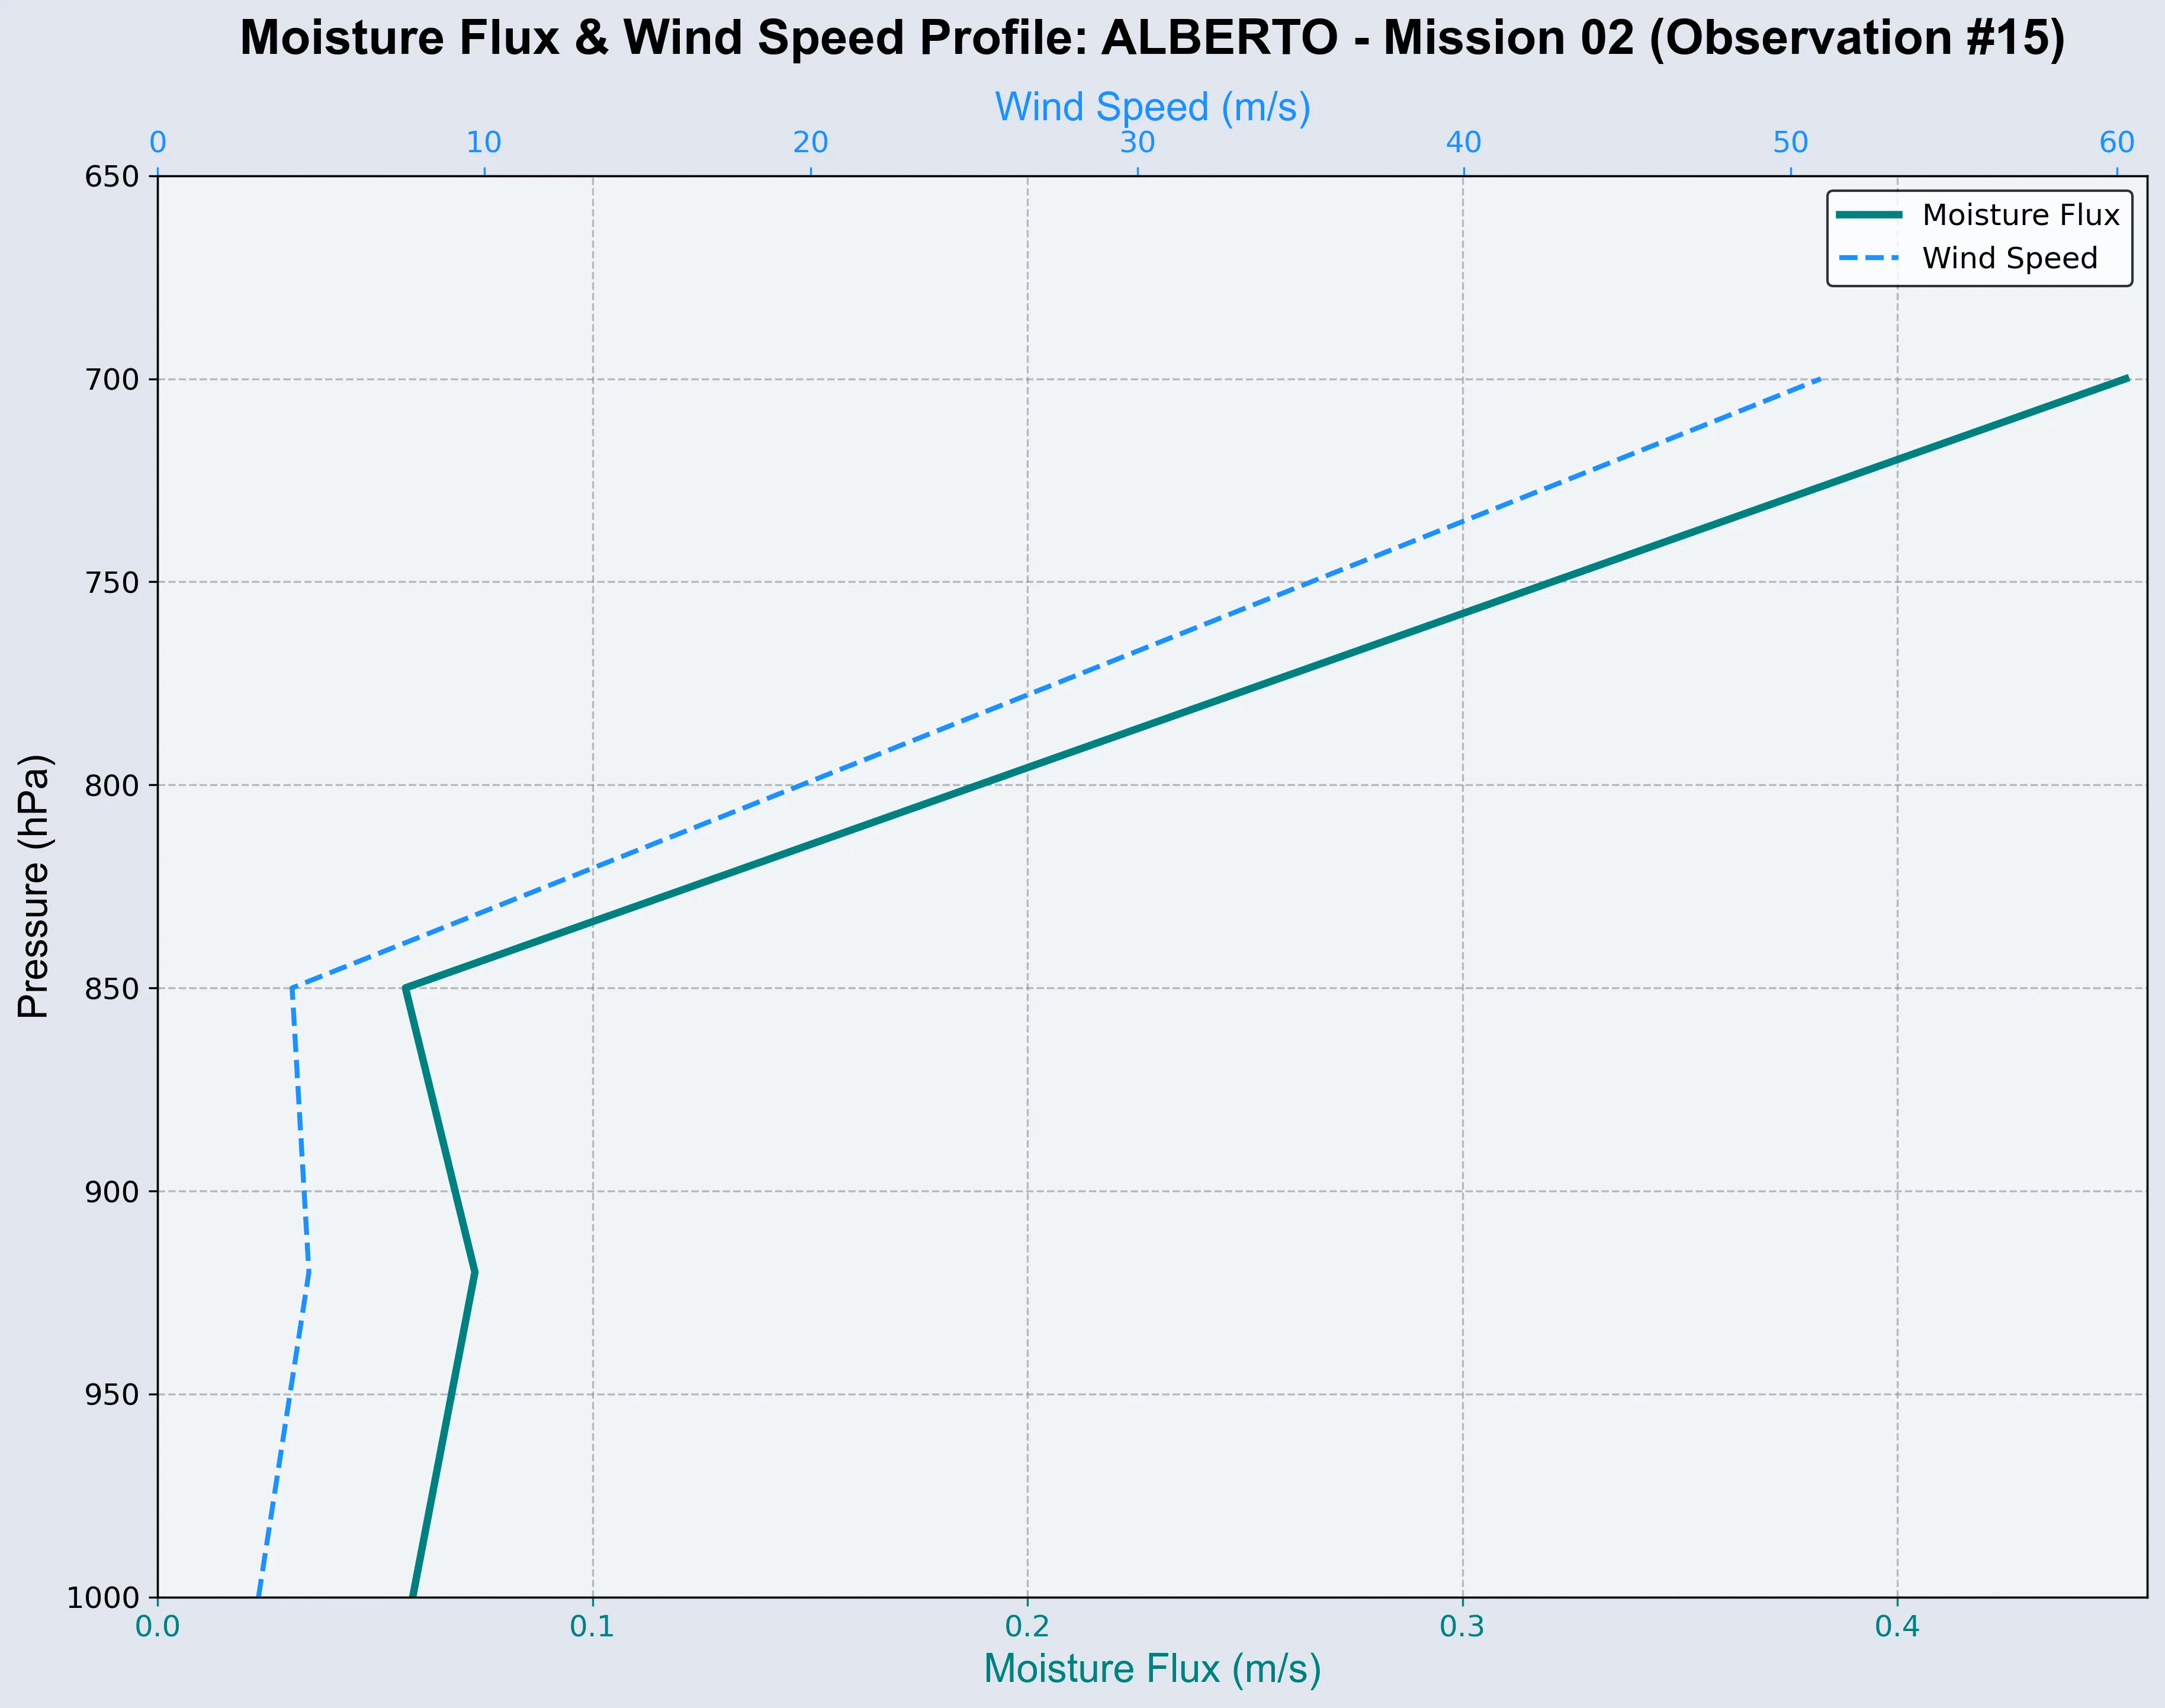 Moisture Flux & Wind Speed Profile: ALBERTO - Mission 02 (Observation #15)
Wind Speed (m/s)
0 10 20 30 40 50 60
Moisture Flux
Wind Speed
Pressure (hPa)
650
700
750
800
850
900
950
1000
0.0 0.1 0.2 0.3 0.4
Moisture Flux (m/s)